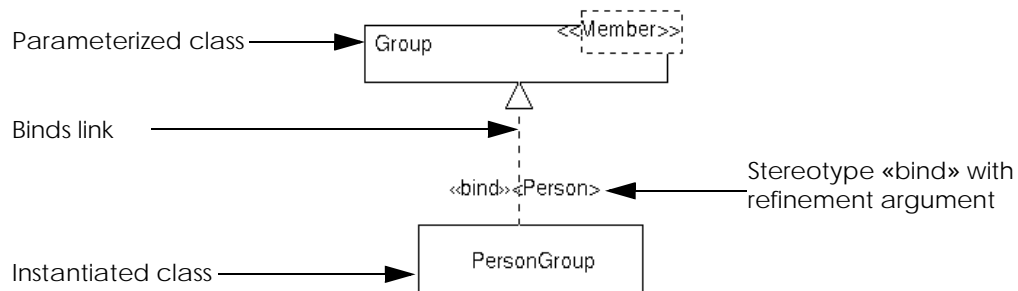 Parameterized class
<<Member>>
Group
Binds link
«bind»<Person>
Stereotype «bind» with
refinement argument
PersonGroup
Instantiated class